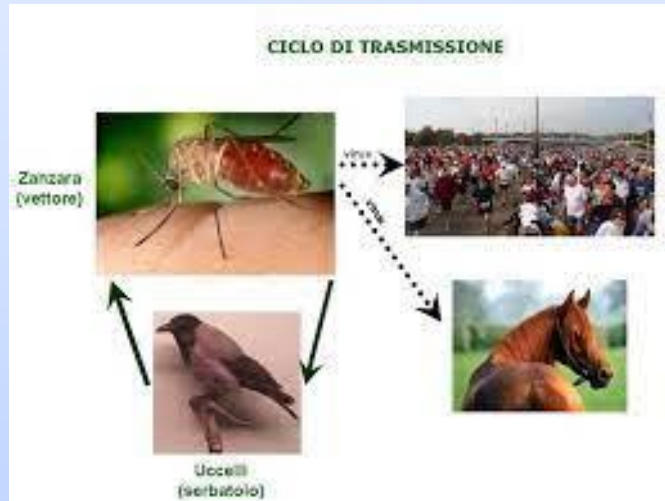 CICLO DI TRASMISSIONE
Zanzara
(vettore)
virus
virus
Uccelli
(serbatoio)